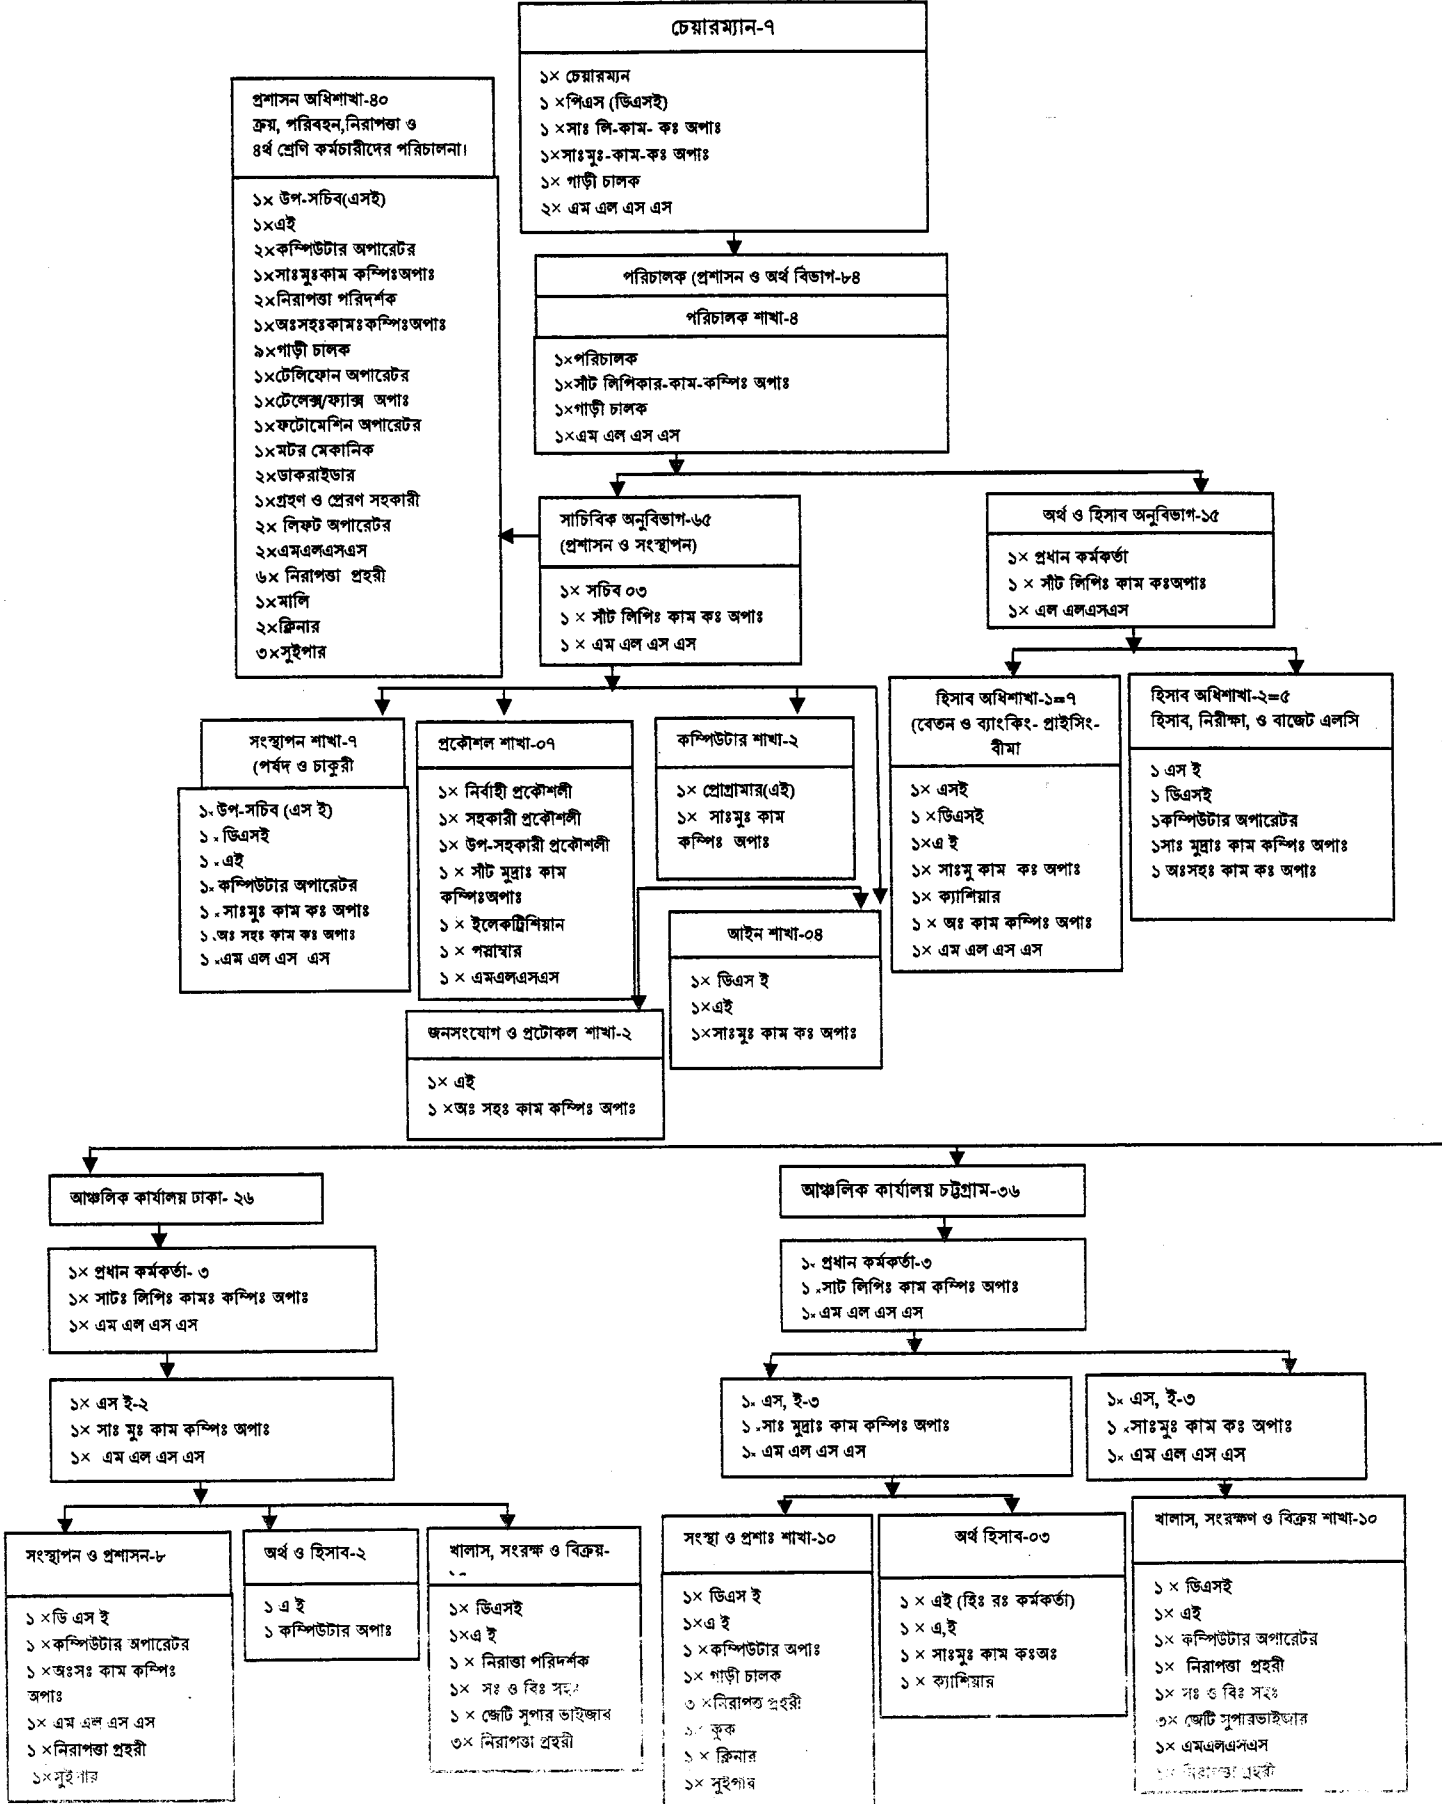 চেয়ারম্যান-৭
১× চেয়ারম্যন
১ ×পিএস (ডিএসই)
১ ×সাঃ লি-কাম- কঃ অপাঃ
১×সাঃমুঃ-কাম-কঃ অপাঃ
১× গাড়ী চালক
২× এম এল এস এস
প্রশাসন অধিশাখা-৪০
ক্রয়, পরিবহন,নিরাপত্তা ও
৪র্থ শ্রেণি কর্মচারীদের পরিচালনা।
১× উপ-সচিব(এসই)
১×এই
২×কম্পিউটার অপারেটর
১×সাঃমুঃকাম কম্পিঃঅপাঃ
২×নিরাপত্তা পরিদর্শক
১×অঃসহঃকামঃকম্পিঃঅপাঃ
৯×গাড়ী চালক
১×টেলিফোন অপারেটর
১×টেলেক্স/ফ্যাক্স অপাঃ
১×ফটোমেশিন অপারেটর
১×মটর মেকানিক
২×ডাকরাইডার
১×গ্রহণ ও প্রেরণ সহকারী
২× লিফট অপারেটর
২×এমএলএসএস
৬× নিরাপত্তা প্রহরী
১×মালি
২×ক্লিনার
৩×সুইপার
পরিচালক (প্রশাসন ও অর্থ বিভাগ-৮৪
পরিচালক শাখা-৪
১×পরিচালক
১×সাঁট লিপিকার-কাম-কম্পিঃ অপাঃ
১×গাড়ী চালক
১×এম এল এস এস
সাচিবিক অনুবিভাগ-৬৫
(প্রশাসন ও সংস্থাপন)
১× সচিব ০৩
১ × সাঁট লিপিঃ কাম কঃ অপাঃ
১ × এম এল এস এস
অর্থ ও হিসাব অনুবিভাগ-১৫
১× প্রধান কর্মকর্তা
১ × সাঁট লিপিঃ কাম কঃঅপাঃ
১× এল এলএসএস
সংস্থাপন শাখা-৭
(পর্ষদ ও চাকুরী
১× উপ-সচিব (এস ই)
১ × ডিএসই
১ ×এই
১× কম্পিউটার অপারেটর
১ ×সাঃমুঃ কাম কঃ অপাঃ
১ ×অঃ সহঃ কাম কঃ অপাঃ
১ ×এম এল এস এস
প্রকৌশল শাখা-০৭
১× নির্বাহী প্রকৌশলী
১× সহকারী প্রকৌশলী
১× উপ-সহকারী প্রকৌশলী
১ × সাঁট মুদ্রাঃ কাম
কম্পিঃঅপাঃ
১ × ইলেকট্রিশিয়ান
১ × পম্লাম্বার
১ × এমএলএসএস
কম্পিউটার শাখা-২
১× প্রোগ্রামার(এই)
১× সাঃমুঃ কাম
কম্পিঃ অপাঃ
হিসাব অধিশাখা-১=৭
(বেতন ও ব্যাংকিং- প্রাইসিং-
বীমা
১× এসই
১ ×ডিএসই
১×এ ই
১× সাঃমু কাম কঃ অপাঃ
১× ক্যাশিয়ার
১ × অঃ কাম কম্পিঃ অপাঃ
১× এম এল এস এস
হিসাব অধিশাখা-২=৫
হিসাব, নিরীক্ষা, ও বাজেট এলসি
১ এস ই
১ ডিএসই
১কম্পিউটার অপারেটর
১সাঃ মুদ্রাঃ কাম কম্পিঃ অপাঃ
১ অঃসহঃ কাম কঃ অপাঃ
আইন শাখা-০৪
১× ডিএস ই
১×এই
১×সাঃমুঃ কাম কঃ অপাঃ
জনসংযোগ ও প্রটোকল শাখা-২
১× এই
১ ×অঃ সহঃ কাম কম্পিঃ অপাঃ
আঞ্চলিক কার্যালয় ঢাকা- ২৬
১× প্রধান কর্মকর্তা- ৩
১× সাটঃ লিপিঃ কামঃ কম্পিঃ অপাঃ
১× এম এল এস এস
১× এস ই-২
১× সাঃ মুঃ কাম কম্পিঃ অপাঃ
১× এম এল এস এস
সংস্থাপন ও প্রশাসন-৮
১ ×ডি এস ই
১ ×কম্পিউটার অপারেটর
১ ×অঃসঃ কাম কম্পিঃ
অপাঃ
১× এম এল এস এস
১ ×নিরাপত্তা প্রহরী
১×সুইপার
অর্থ ও হিসাব-২
১ এ ই
১ কম্পিউটার অপাঃ
খালাস, সংরক্ষ ও বিক্রয়-
১× ডিএসই
১×এ ই
১ × নিরাত্তা পরিদর্শক
১× সঃ ও বিঃ সহঃ
১ × জেটি সুপার ভাইজার
৩× নিরাপত্তা প্রহরী
আঞ্চলিক কার্যালয় চট্টগ্রাম-৩৬
১× প্রধান কর্মকর্তা-৩
১ ×সাট লিপিঃ কাম কম্পিঃ অপাঃ
১× এম এল এস এস
১× এস, ই-৩
১ ×সাঃ মুদ্রাঃ কাম কম্পিঃ অপাঃ
১× এম এল এস এস
১× এস, ই-৩
১ ×সাঃমুঃ কাম কঃ অপাঃ
১× এম এল এস এস
সংস্থা ও প্রশাঃ শাখা-১০
১× ডিএস ই
১×এ ই
১ ×কম্পিউটার অপাঃ
১× গাড়ী চালক
৩ ×নিরাপত্ত প্রহরী
১× কুক
১ × ক্লিনার
১× সুইপার
অর্থ হিসাব-০৩
১ × এই (হিঃ রঃ কর্মকর্তা)
১ × এ,ই
১ × সাঃমুঃ কাম কঃঅঃ
১ × ক্যাশিয়ার
খালাস, সংরক্ষণ ও বিক্রয় শাখা-১০
১ × ডিএসই
১× এই
১× কম্পিউটার অপারেটর
১× নিরাপত্তা প্রহরী
১× সঃ ও বিঃ সহঃ
৩× জেটি সুপারভাইজার
১× এমএলএসএস
১× নিরাপত্তা প্রহরী